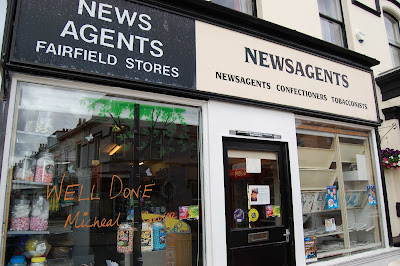 NEWS
AGENTS
FAIRFIELD STORES
NEWSAGENTS
NEWSAGENTS CONFECTIONERS TOBACCONISTS
WELL DONE
Micheal